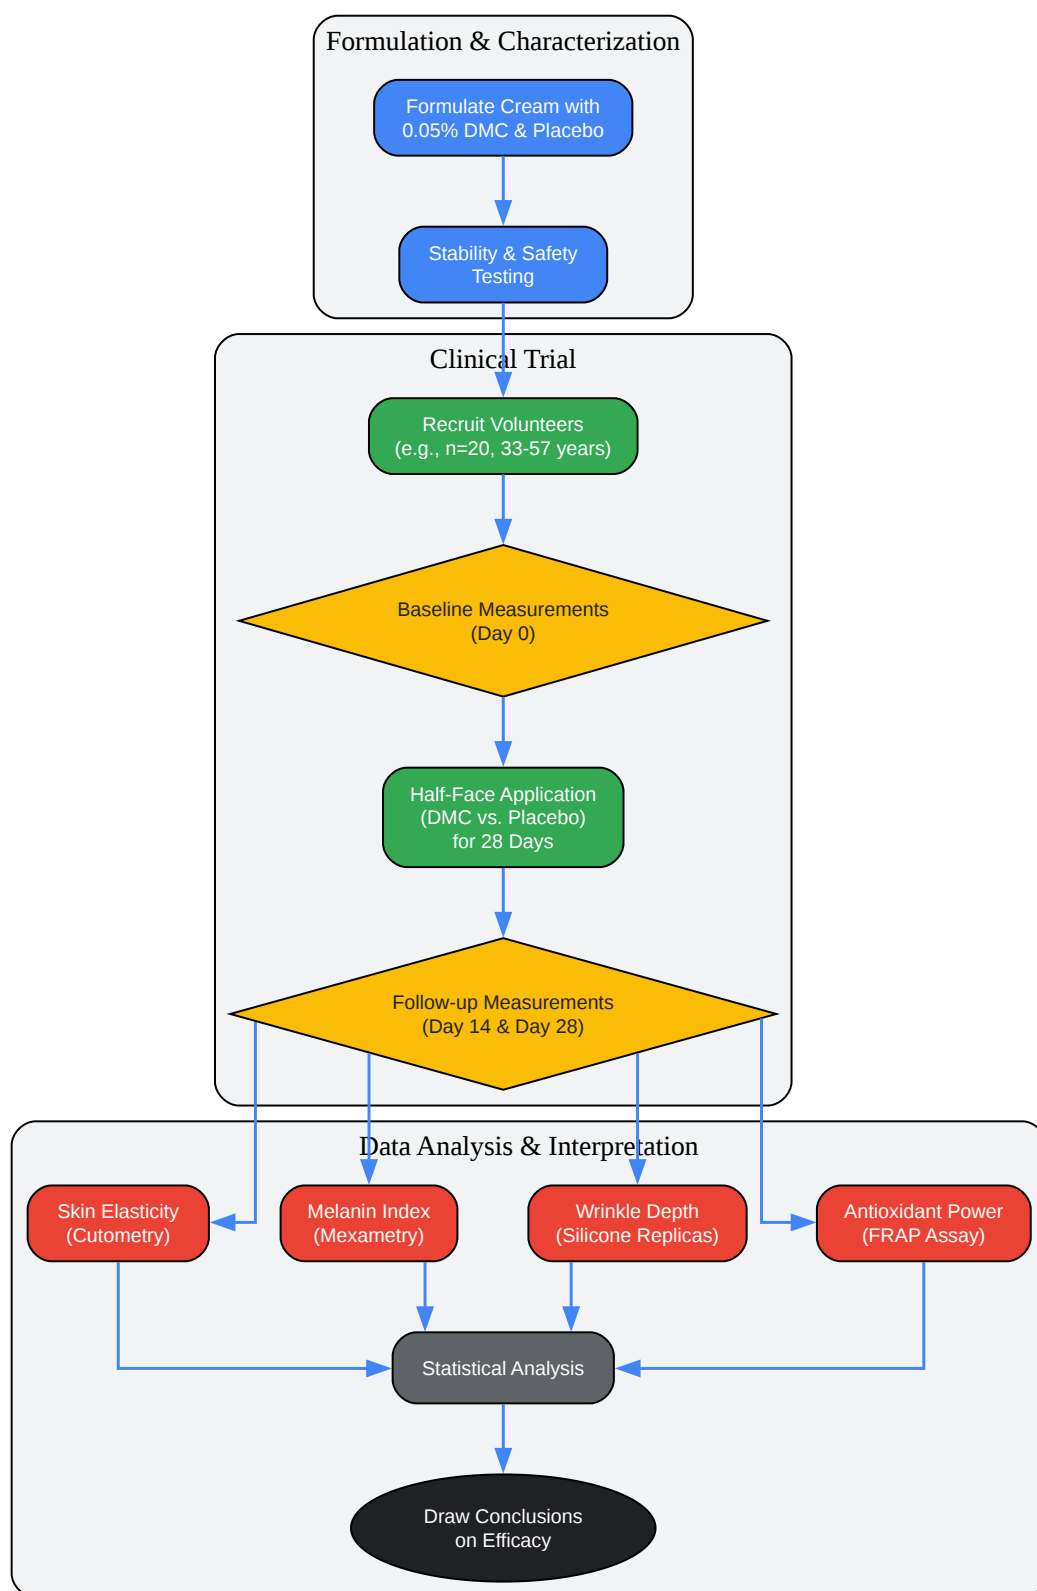 Formulation & Characterization
Formulate Cream with
0.05% DMC & Placebo
Stability & Safety
Testing
Clinical Trial
Recruit Volunteers
(e.g., n=20, 33-57 years)
Baseline Measurements
(Day 0)
Half-Face Application
(DMC vs. Placebo)
for 28 Days
Follow-up Measurements
(Day 14 & Day 28)
Data Analysis & Interpretation
Skin Elasticity
(Cutometry)
Melanin Index
(Mexametry)
Wrinkle Depth
(Silicone Replicas)
Antioxidant Power
(FRAP Assay)
Statistical Analysis
Draw Conclusions
on Efficacy